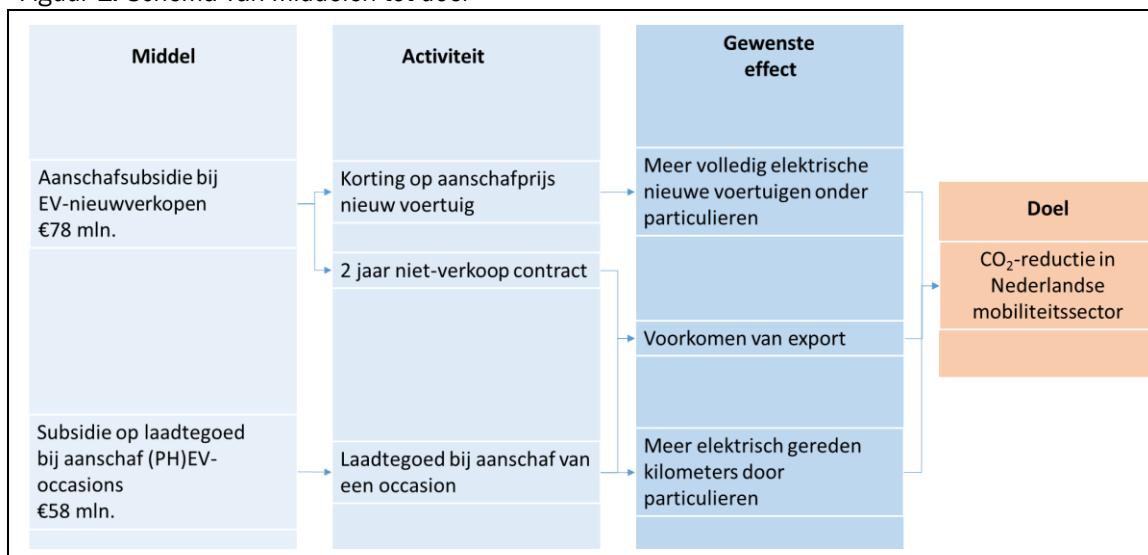 Figuur 2. Schema van middelen tot doel
Middel
Activiteit
Gewenste
effect
Aanschafsubsidie bij
EV-nieuwverkopen
€78 mln.
Korting op aanschafprijs
nieuw voertuig
Meer volledig elektrische
nieuwe voertuigen onder
particulieren
Doel
2 jaar niet-verkoop contract
CO₂-reductie in
Nederlandse
mobiliteitssector
Voorkomen van export
Subsidie op laadtegoed
bij aanschaf (PH)EV-
occasions
€58 mln.
Laadtegoed bij aanschaf van
een occasion
Meer elektrisch gereden
kilometers door
particulieren